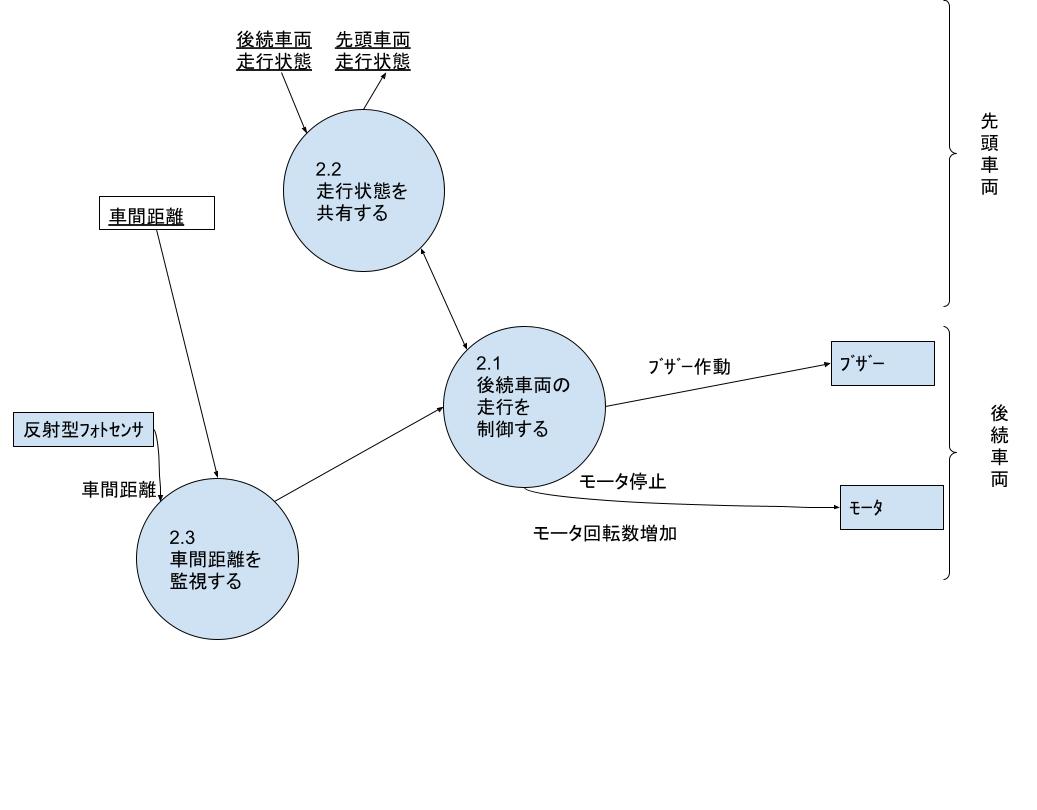 後続車両
走行状態
先頭車両
走行状態
2.2
走行状態を
共有する
先頭車両
車間距離
2.1
後続車両の
走行を
制御する
ﾌﾞｻﾞｰ作動
ﾌﾞｻﾞｰ
反射型ﾌｫﾄｾﾝｻ
後続車両
車間距離
モータ停止
ﾓｰﾀ
モータ回転数増加
2.3
車間距離を
監視する